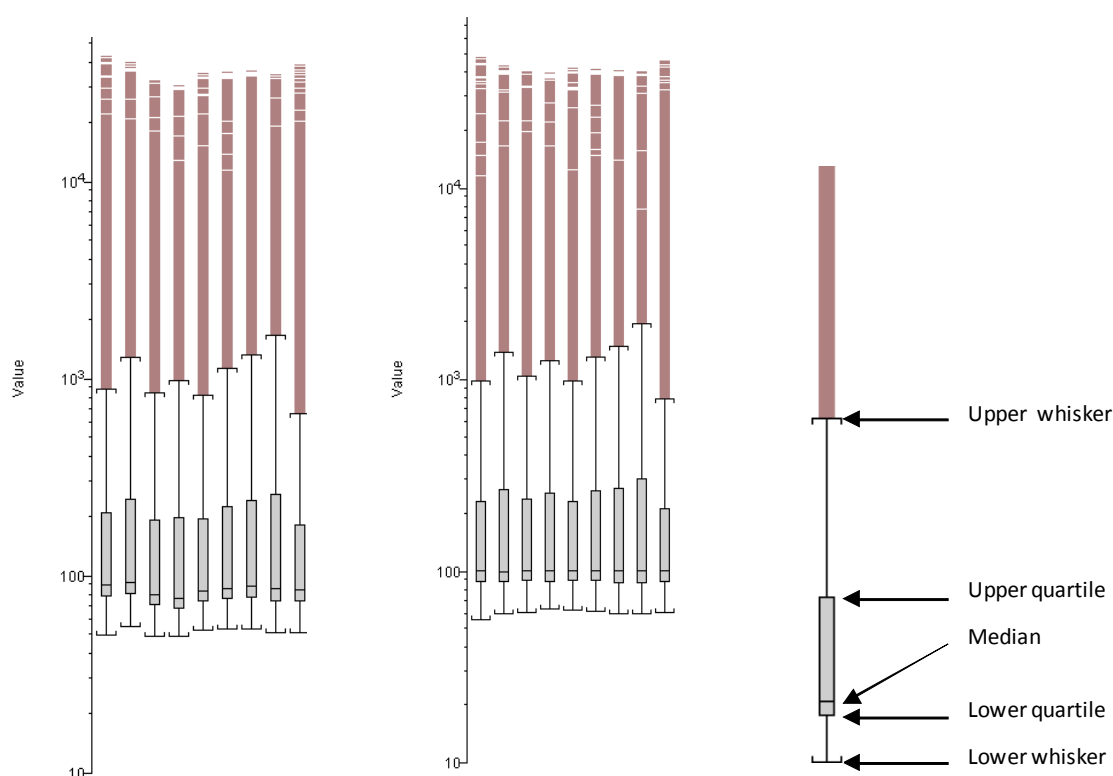 Value
10⁴
10³
100
10
Value
10⁴
10³
100
10
Upper whisker
Upper quartile
Median
Lower quartile
Lower whisker